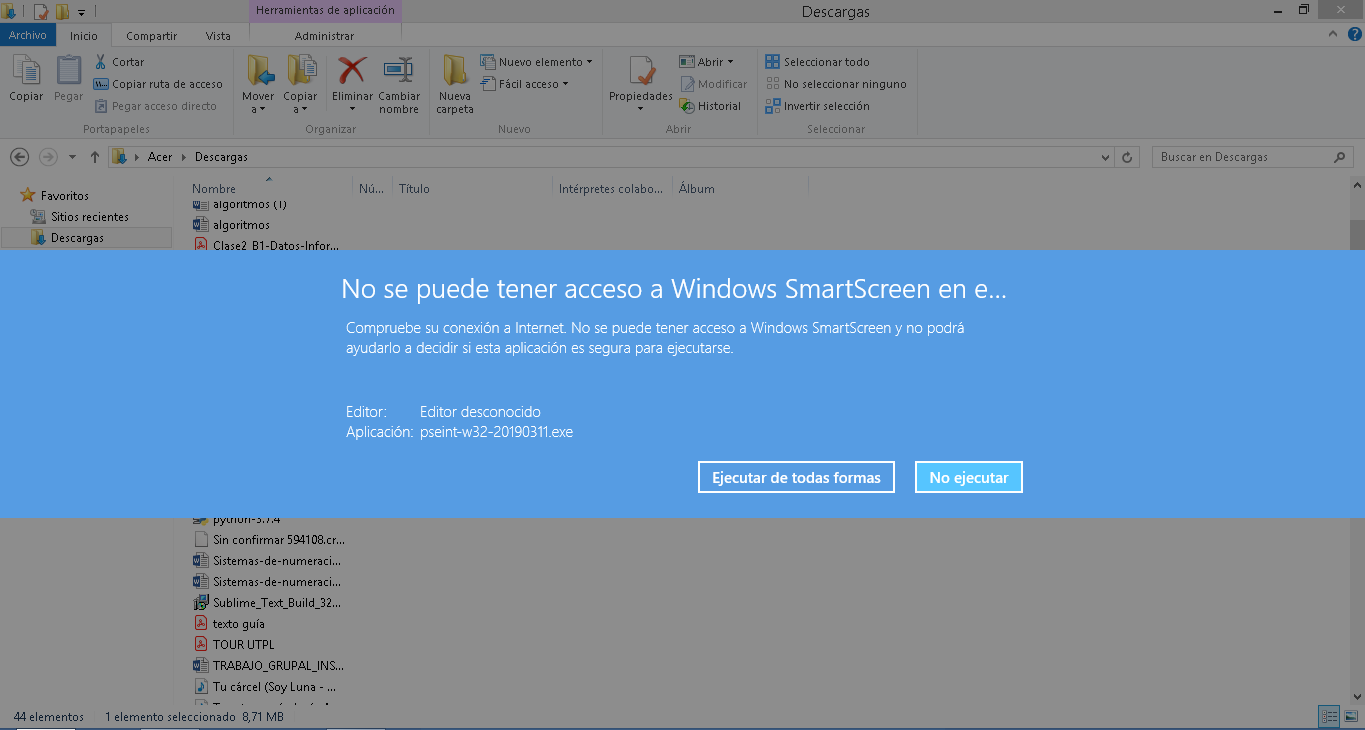 Herramientas de aplicación
Descargas
Archivo
Inicio
Compartir
Vista
Administrar
Copiar
Pegar
Cortar
Copiar ruta de acceso
Pegar acceso directo
Portapapeles
Mover a
Copiar a
Eliminar
Cambiar nombre
Organizar
Nueva carpeta
Nuevo elemento
Fácil acceso
Nuevo
Propiedades
Abrir
Modificar
Historial
Abrir
Seleccionar todo
No seleccionar ninguno
Invertir selección
Seleccionar
Acer
Descargas
Buscar en Descargas
Favoritos
Sitios recientes
Descargas
Nombre
Nú...
Título
Intérpretes colabo...
Álbum
algoritmos (1)
algoritmos
Clase2_B1-Datos-Infor...
No se puede tener acceso a Windows SmartScreen en e...
Compruebe su conexión a Internet. No se puede tener acceso a Windows SmartScreen y no podrá
ayudarlo a decidir si esta aplicación es segura para ejecutarse.
Editor: Editor desconocido
Aplicación: pseint-w32-20190311.exe
Ejecutar de todas formas
No ejecutar
python-3.7.4
Sin confirmar 594108.cr...
Sistemas-de-numeraci...
Sistemas-de-numeraci...
Sublime_Text_Build_32...
texto guía
TOUR UTPL
TRABAJO_GRUPAL_INS...
Tu cárcel (Soy Luna - ...
44 elementos
1 elemento seleccionado 8,71 MB